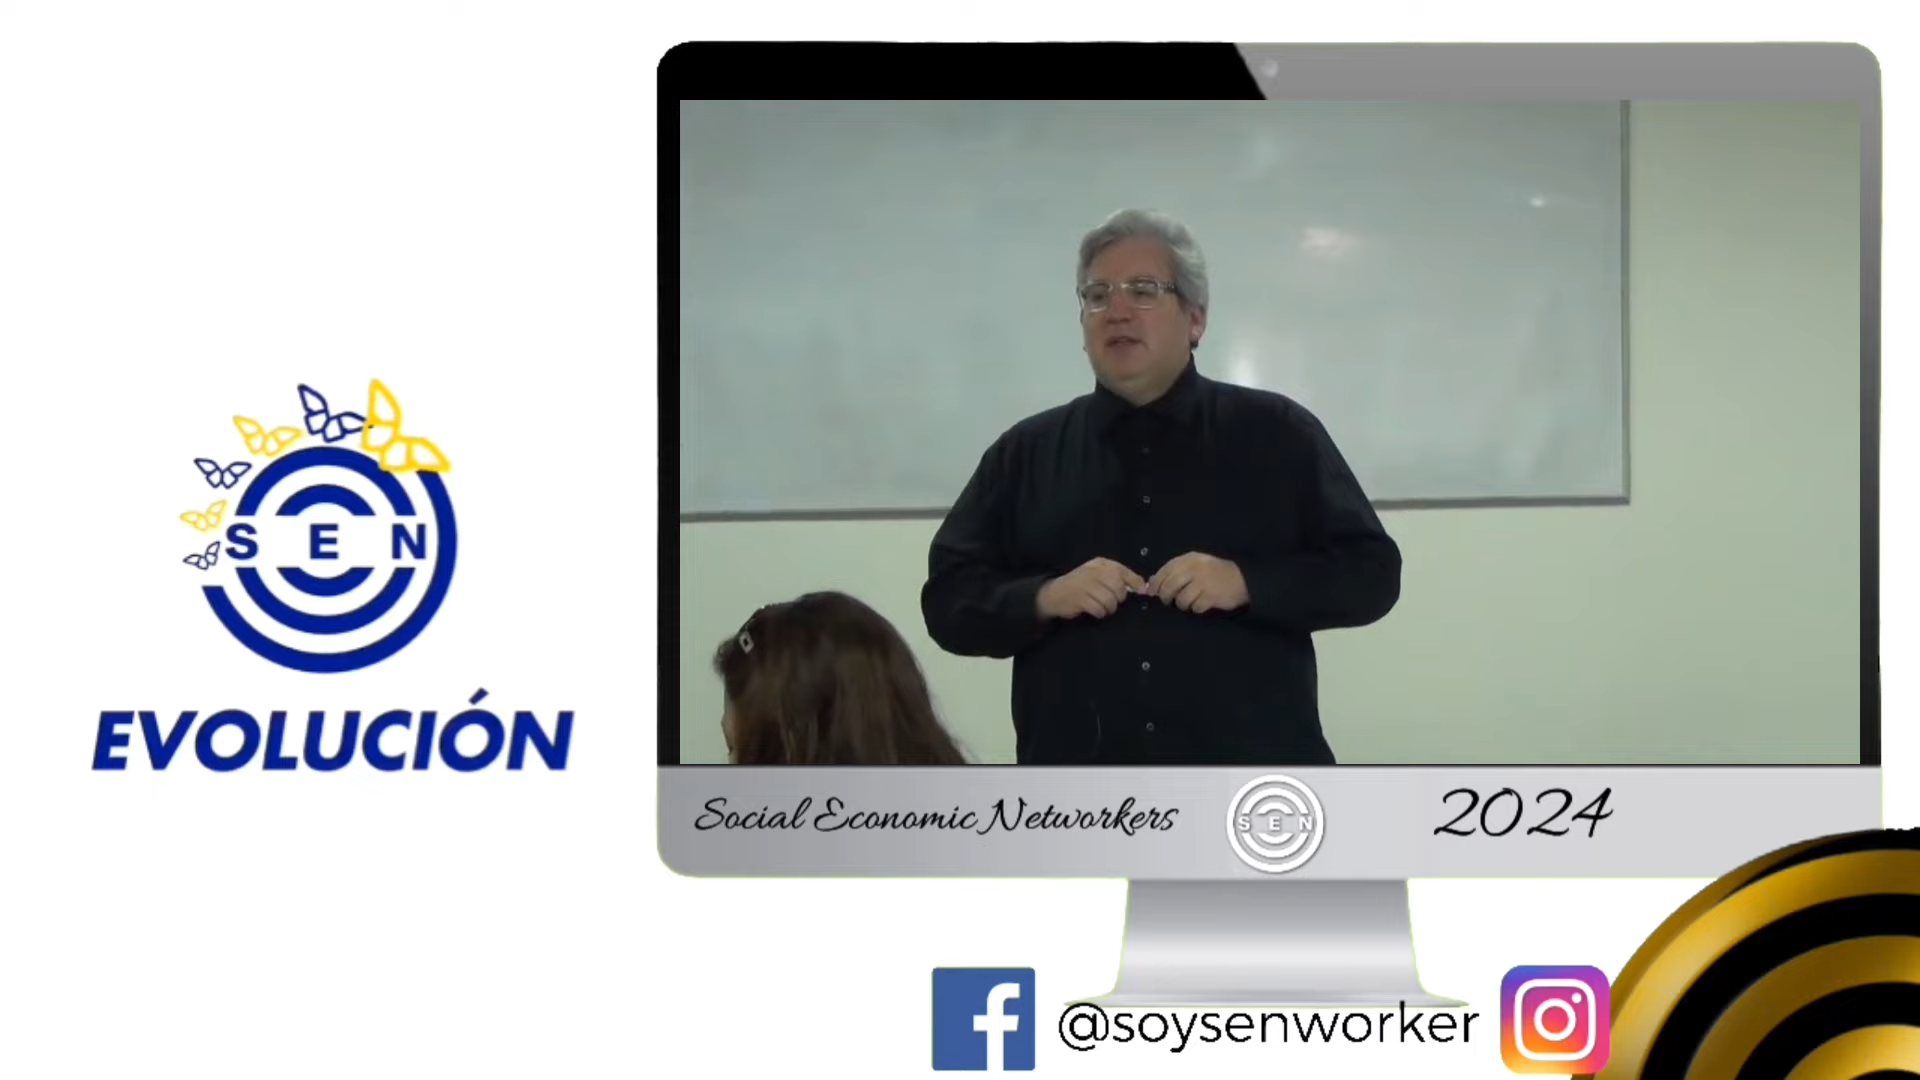 S E N
EVOLUCIÓN
Social Economic Networkers
S E N
2024
@soysenworker